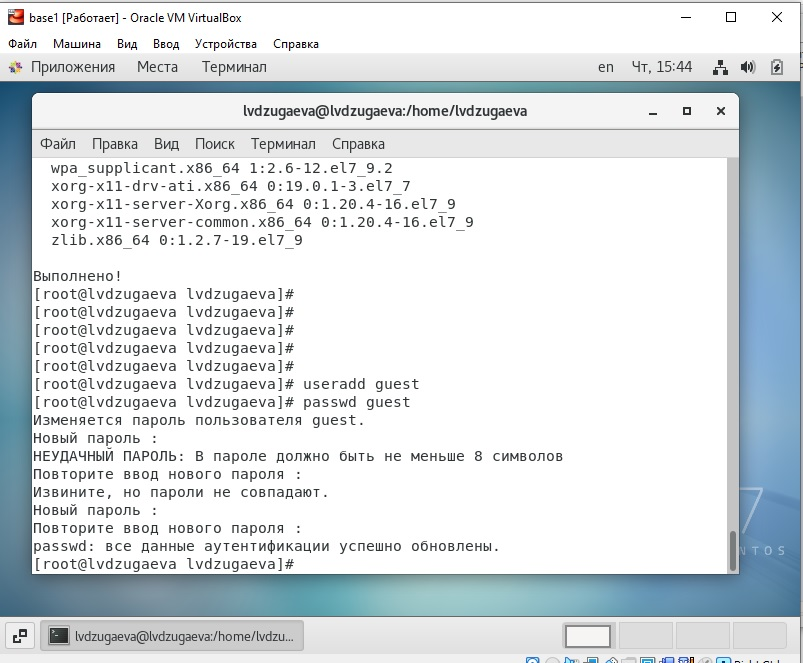 base1 [Работает] - Oracle VM VirtualBox
Файл Машина Вид Ввод Устройства Справка
Приложения Места Терминал en Чт, 15:44
lvdzugaeva@lvdzugaeva:/home/lvdzugaeva
Файл Правка Вид Поиск Терминал Справка
wpa_supplicant.x86_64 1:2.6-12.el7_9.2
xorg-x11-drv-ati.x86_64 0:19.0.1-3.el7_7
xorg-x11-server-Xorg.x86_64 0:1.20.4-16.el7_9
xorg-x11-server-common.x86_64 0:1.20.4-16.el7_9
zlib.x86_64 0:1.2.7-19.el7_9
Выполнено!
[root@lvdzugaeva lvdzugaeva]#
[root@lvdzugaeva lvdzugaeva]#
[root@lvdzugaeva lvdzugaeva]#
[root@lvdzugaeva lvdzugaeva]#
[root@lvdzugaeva lvdzugaeva]#
[root@lvdzugaeva lvdzugaeva]# useradd guest
[root@lvdzugaeva lvdzugaeva]# passwd guest
Изменяется пароль пользователя guest.
Новый пароль :
НЕУДАЧНЫЙ ПАРОЛЬ: В пароле должно быть не меньше 8 символов
Повторите ввод нового пароля :
Извините, но пароли не совпадают.
Новый пароль :
Повторите ввод нового пароля :
passwd: все данные аутентификации успешно обновлены.
[root@lvdzugaeva lvdzugaeva]#
7
NTOS
lvdzugaeva@lvdzugaeva:/home/lvdzu...